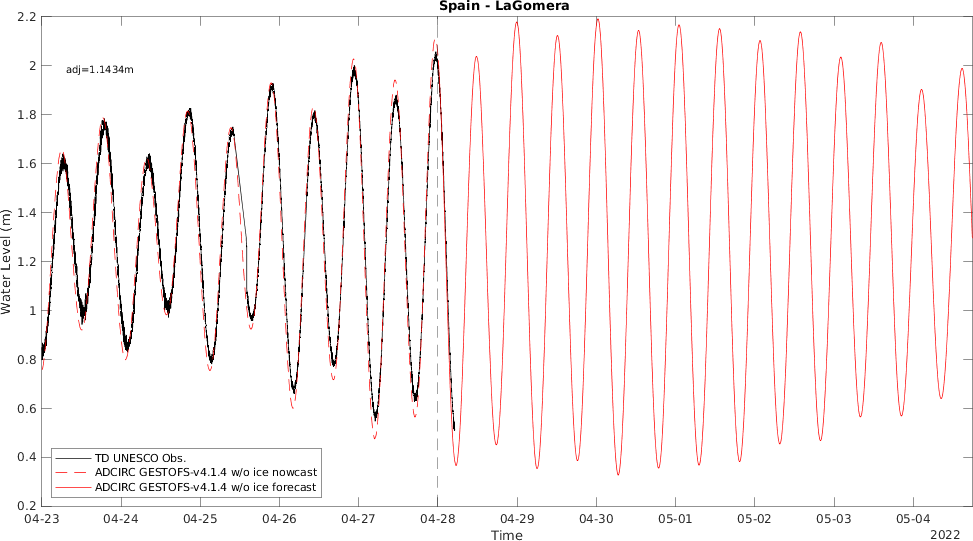 Spain - LaGomera
2.2
2
1.8
1.6
1.4
1.2
1
0.8
0.6
0.4
0.2
Water Level (m)
adj=1.1434m
TD UNESCO Obs.
ADCIRC GESTOFS-v4.1.4 w/o ice nowcast
ADCIRC GESTOFS-v4.1.4 w/o ice forecast
04-23 04-24 04-25 04-26 04-27 04-28 04-29 04-30 05-01 05-02 05-03 05-04
Time
2022